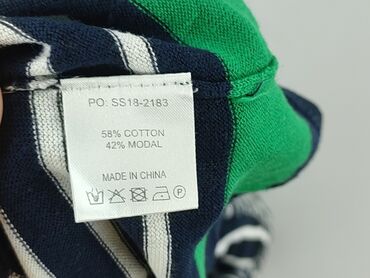 PO: SS18-2183
58% COTTON
42% MODAL
MADE IN CHINA
P